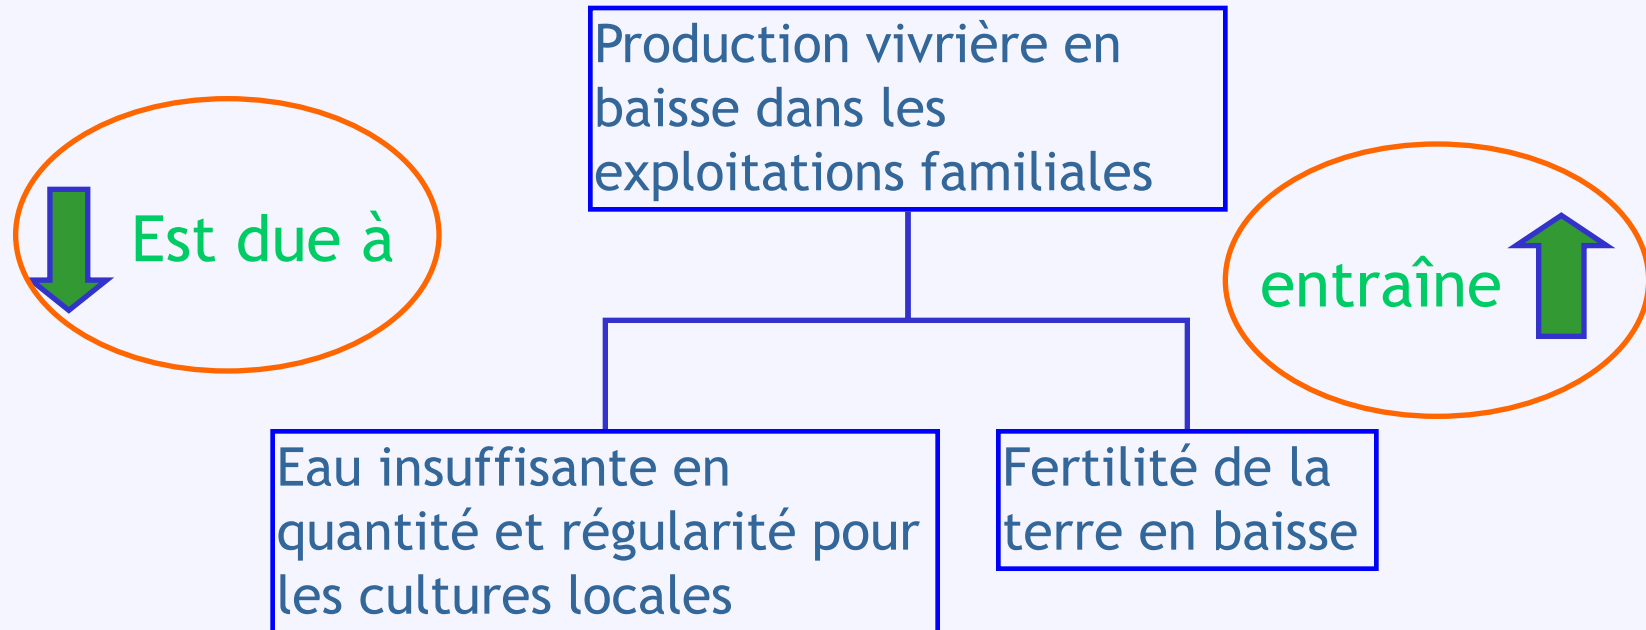 Production vivrière en
baisse dans les
exploitations familiales
Est due à
entraîne
Eau insuffisante en
quantité et régularité pour
les cultures locales
Fertilité de la
terre en baisse